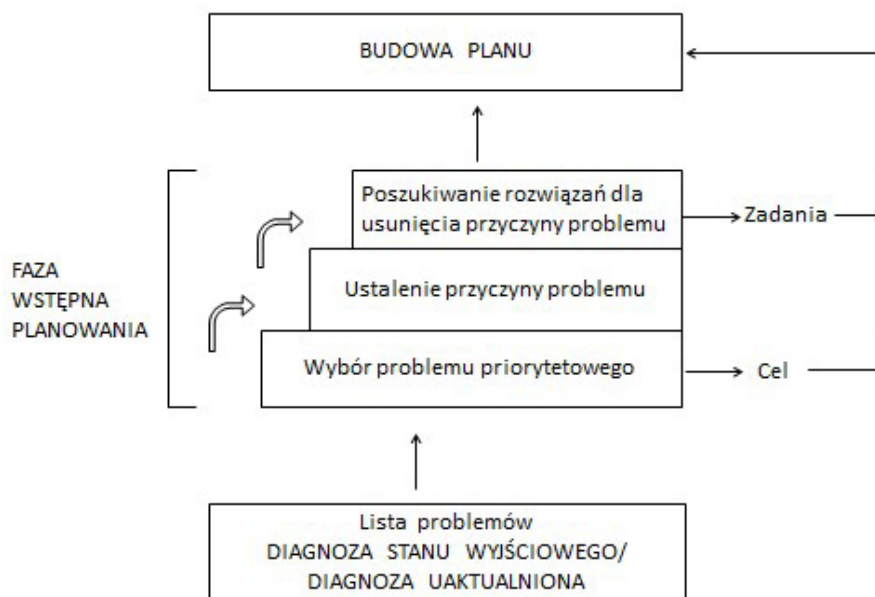 BUDOWA PLANU
Poszukiwanie rozwiązań dla
usunięcia przyczyny problemu
Zadania
FAZA
WSTĘPNA
PLANOWANIA
Ustalenie przyczyny problemu
Wybór problemu priorytetowego
Cel
Lista problemów
DIAGNOZA STANU WYJŚCIOWEGO/
DIAGNOZA UAKTUALNIONA